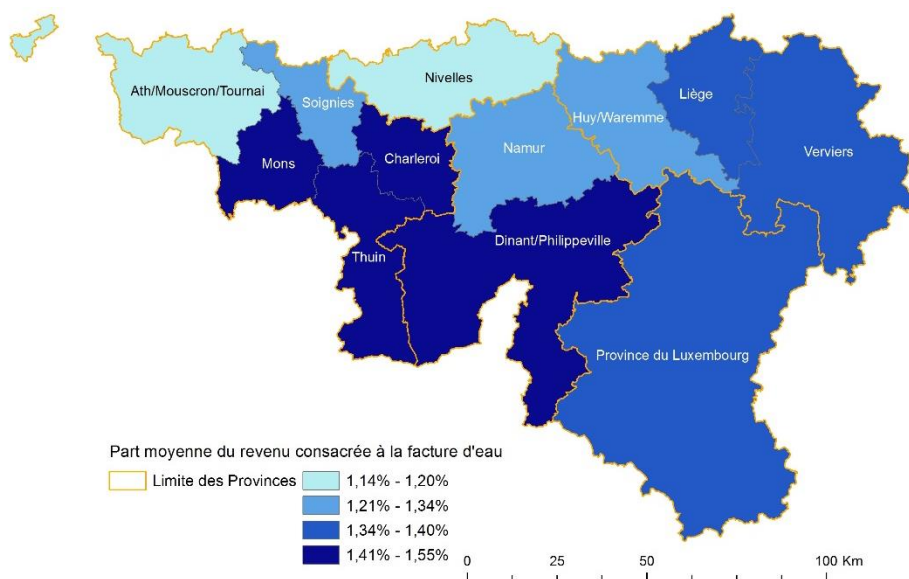 Ath/Mouscron/Tournai
Nivelles
Soignies
Liège
Huy/Waremme
Mons
Charleroi
Namur
Verviers
Dinant/Philippeville
Thuin
Province du Luxembourg
Part moyenne du revenu consacrée à la facture d'eau
Limite des Provinces
1,14% - 1,20%
1,21% - 1,34%
1,34% - 1,40%
1,41% - 1,55%
0 25 50 100 Km